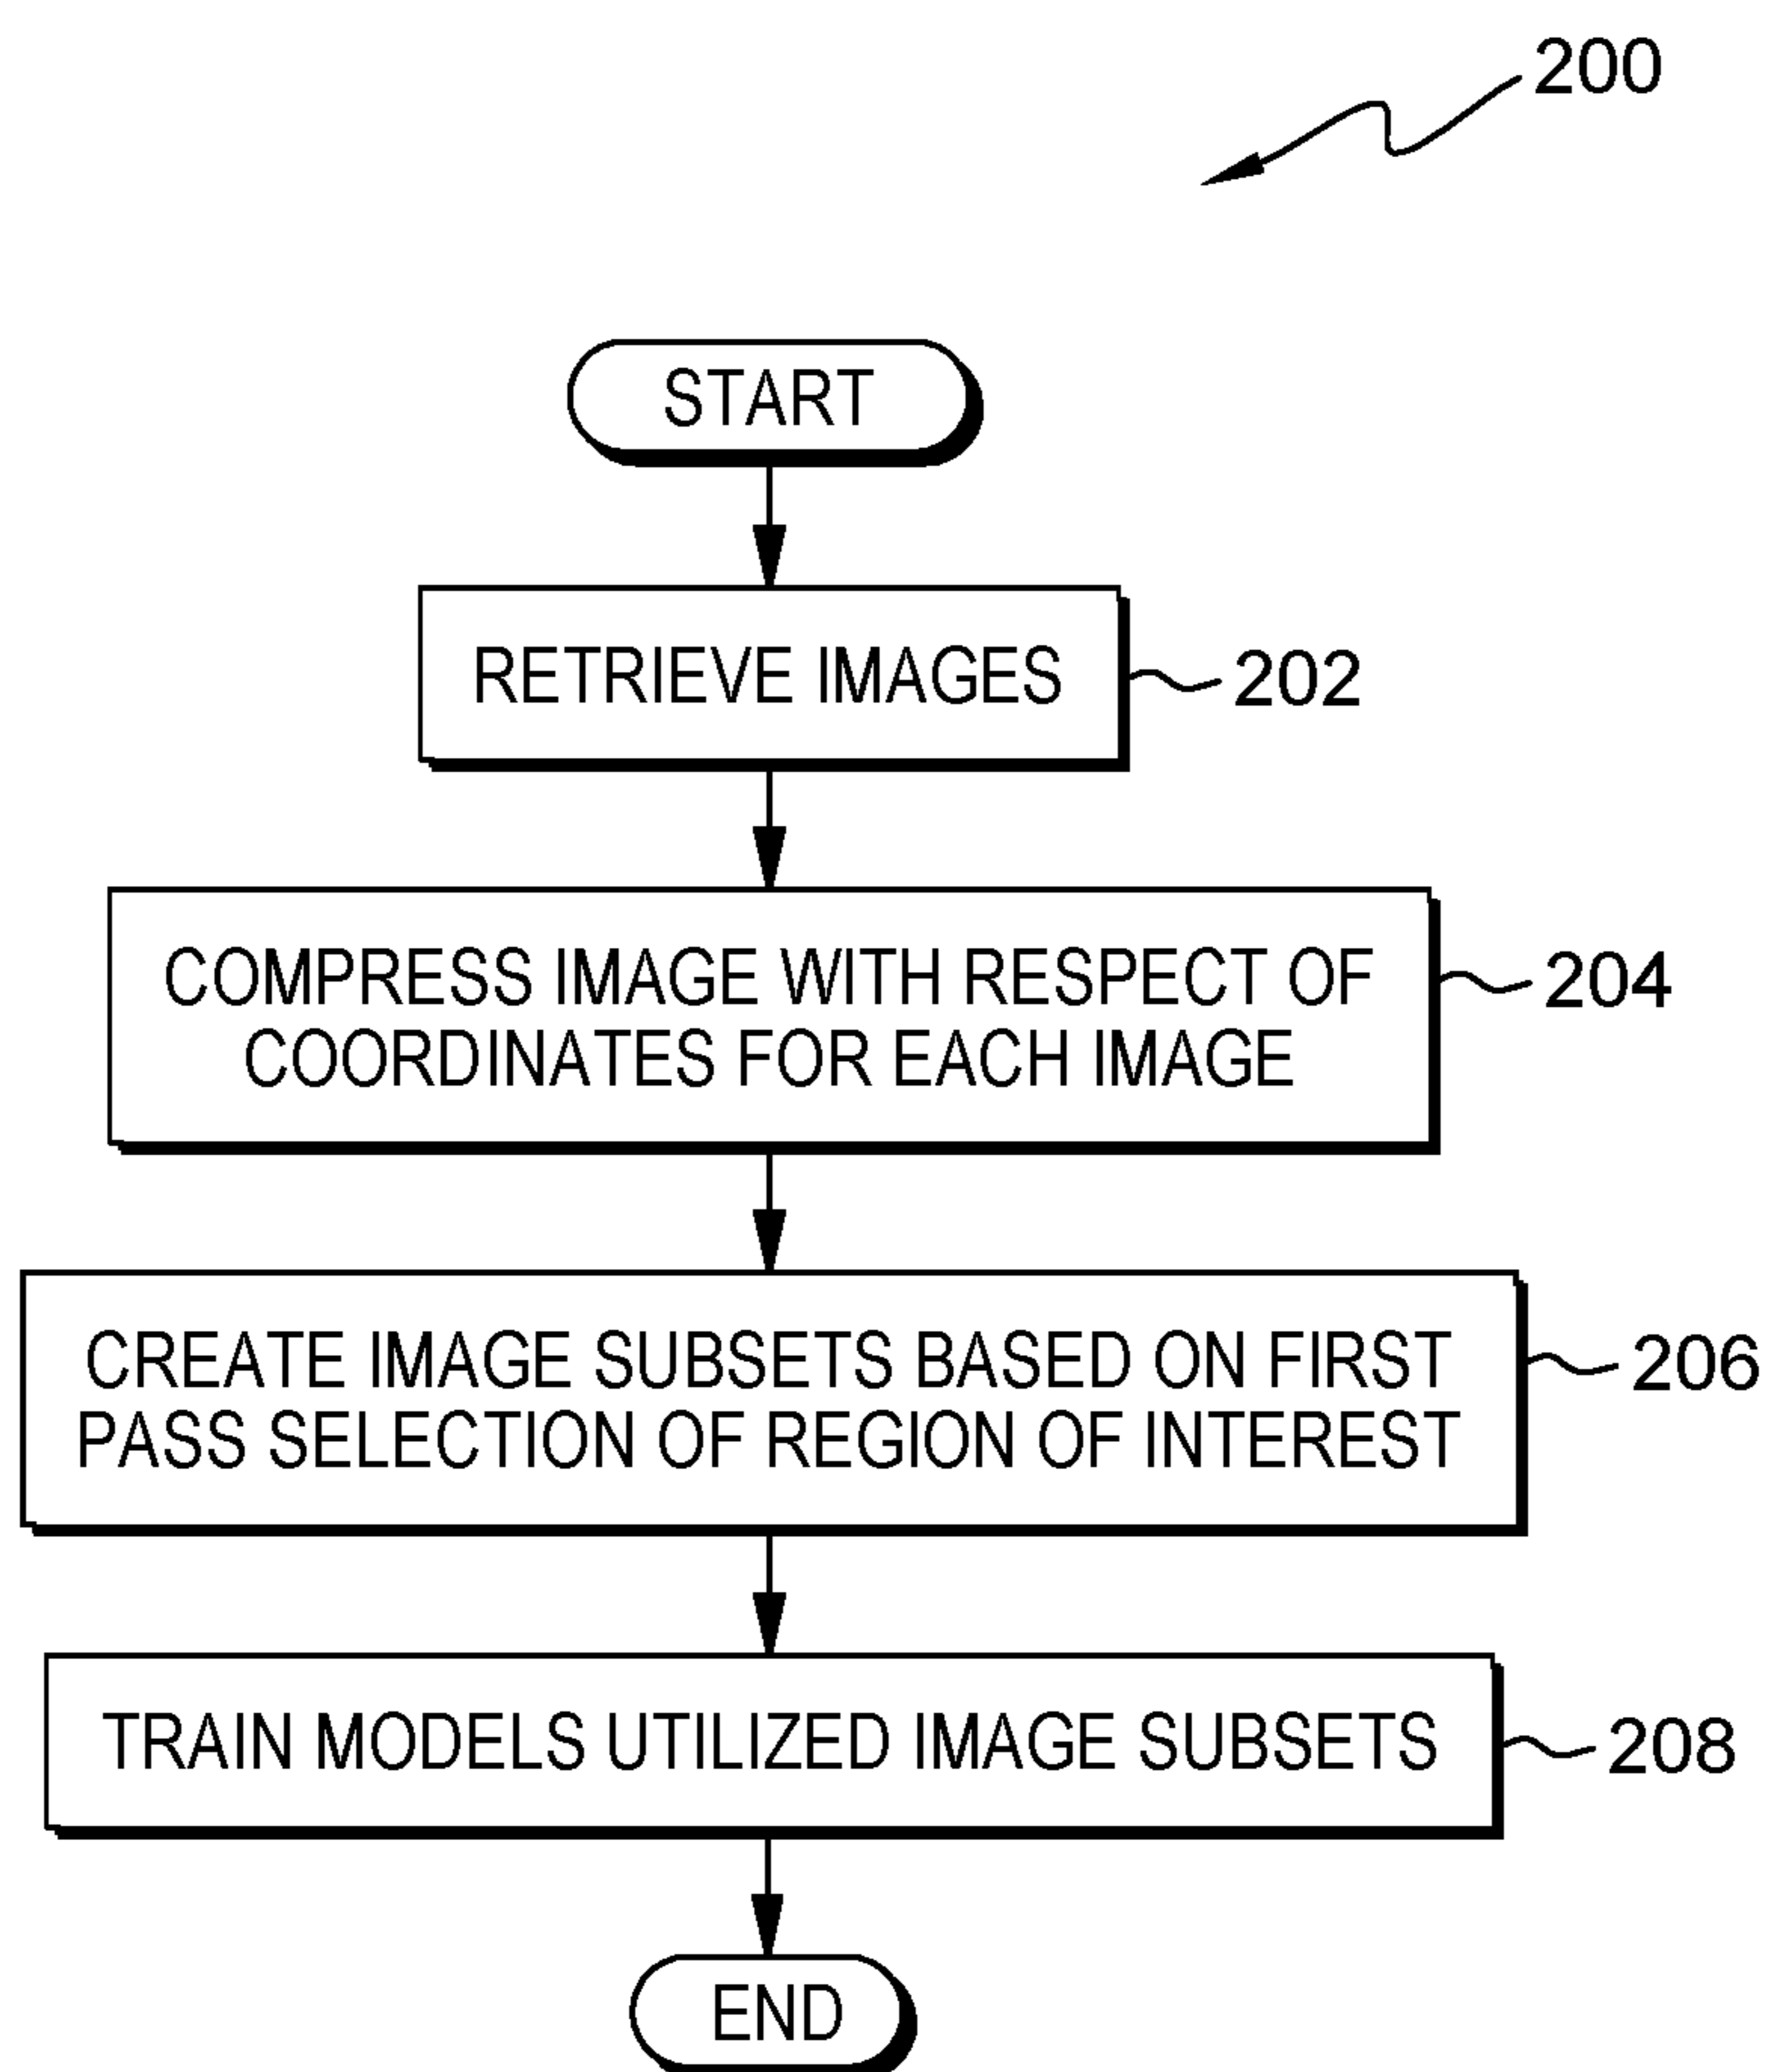 200
START
RETRIEVE IMAGES
202
COMPRESS IMAGE WITH RESPECT OF
COORDINATES FOR EACH IMAGE
204
CREATE IMAGE SUBSETS BASED ON FIRST
PASS SELECTION OF REGION OF INTEREST
206
TRAIN MODELS UTILIZED IMAGE SUBSETS
208
END